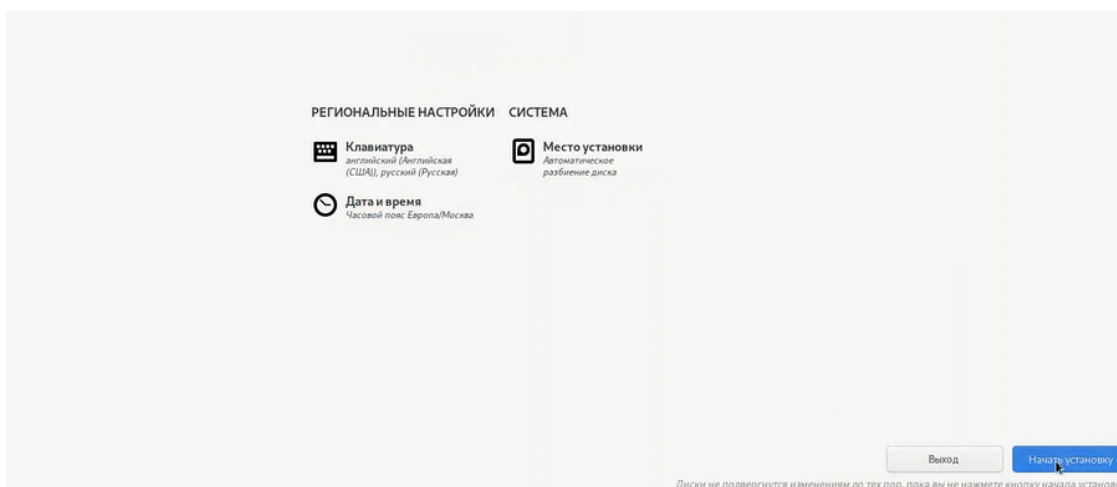 РЕГИОНАЛЬНЫЕ НАСТРОЙКИ
Клавиатура
английский (Английская
(США)), русский (Русская)
Дата и время
Часовой пояс Европа/Москва
СИСТЕМА
Место установки
Автоматическое
разбиение диска
Выход
Начать установку
Диски не подвергнутся изменениям до тех пор, пока вы не нажмете кнопку начала